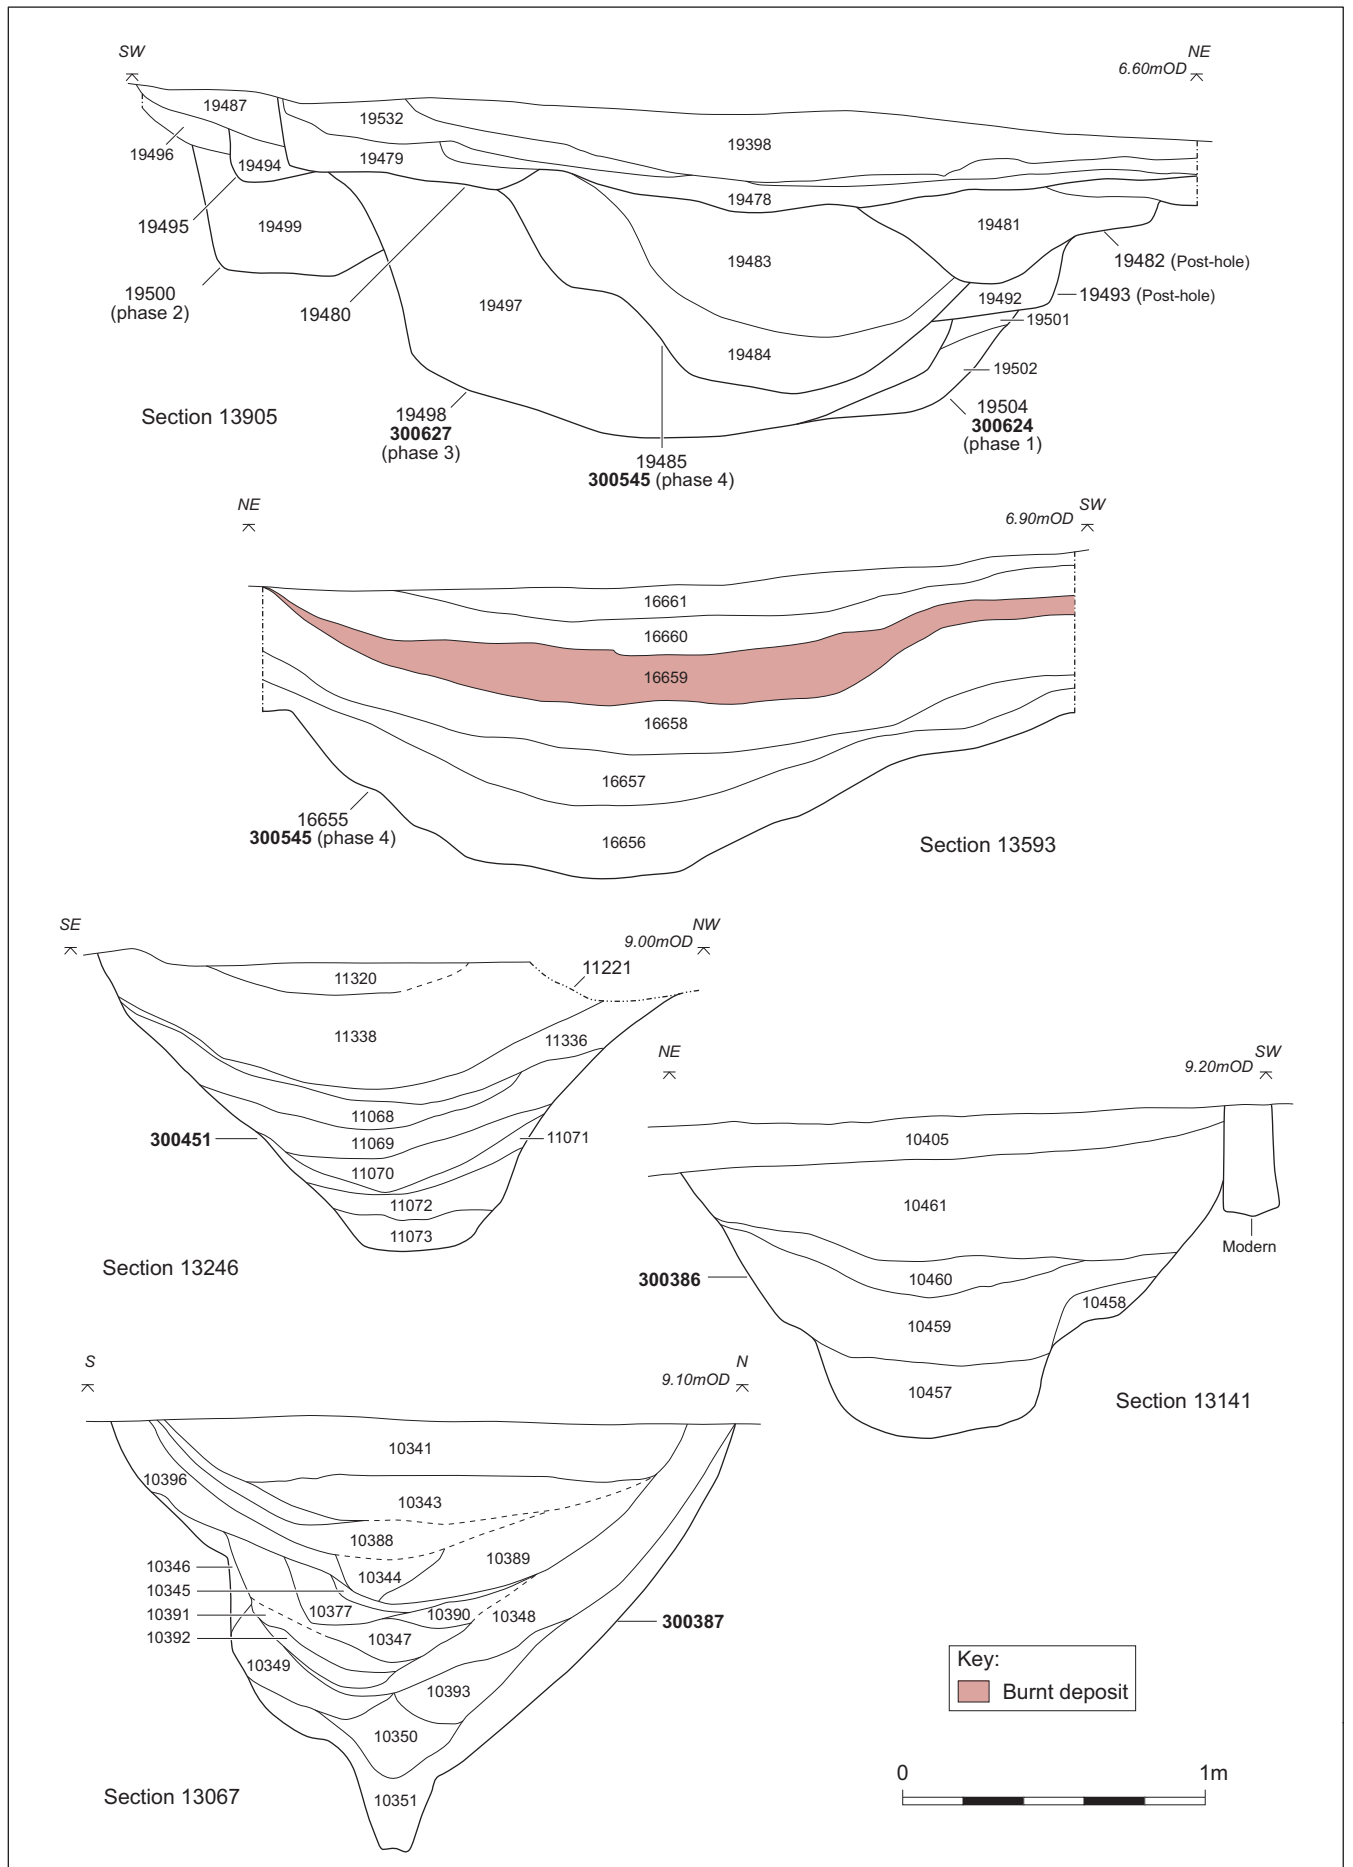 SW
NE
6.60mOD
19487
19532
19398
19496
19494
19479
19478
19495
19499
19481
19483
19482 (Post-hole)
19500
(phase 2)
19480
19497
19492
19493 (Post-hole)
19501
19484
19502
Section 13905
19498
300627
(phase 3)
19504
300624
(phase 1)
19485
300545 (phase 4)
NE
6.90mOD
SW
16661
16660
16659
16658
16657
16655
300545 (phase 4)
16656
Section 13593
SE
9.00mOD
NW
11320
11221
11338
11336
11068
300451
11069
11071
11070
11072
11073
Section 13246
NE
9.20mOD
SW
10405
10461
Modern
300386
10460
10458
10459
10457
Section 13141
S
9.10mOD
N
10341
10396
10343
10388
10389
10346
10344
10345
10377
10390
10348
10391
300387
10392
10347
10349
10393
10350
10351
Section 13067
Key:
Burnt deposit
0
1m